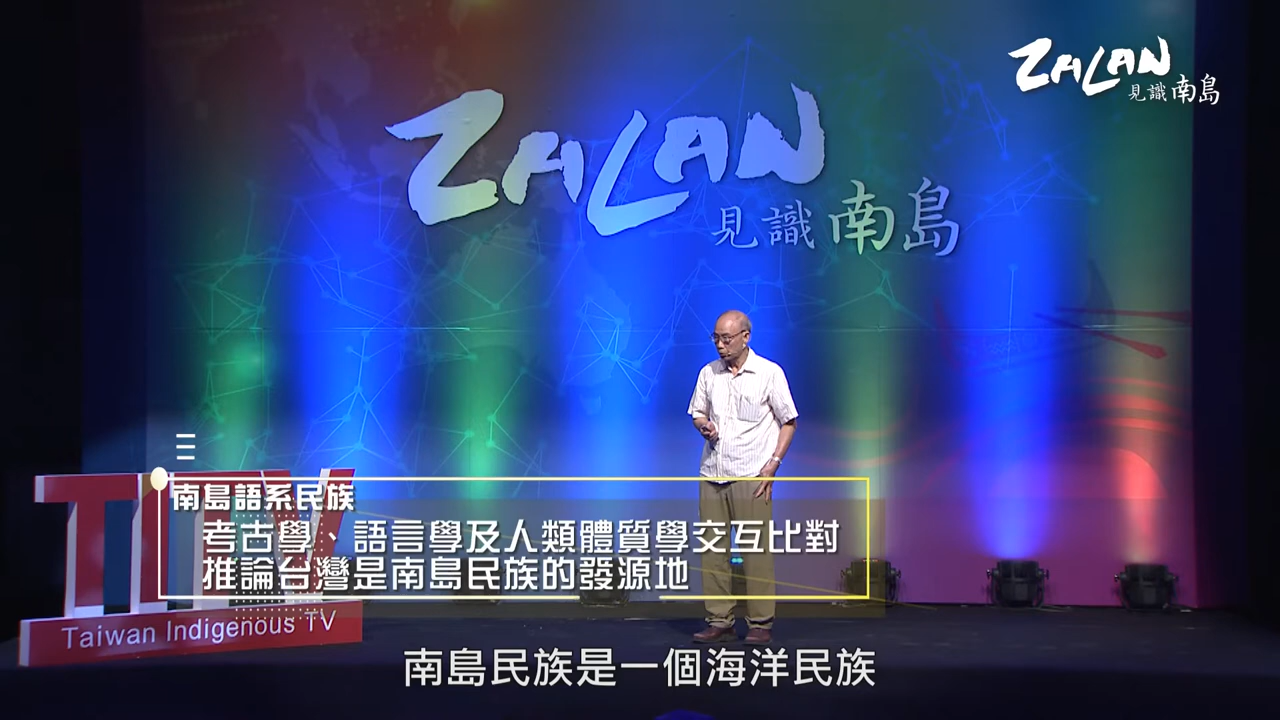 ZALAN
見識南島
ZALAN
見識南島
南島語系民族
考古學、語言學及人類體質學交互比對
推論台灣是南島民族的發源地
Taiwan Indigenous TV
南島民族是一個海洋民族